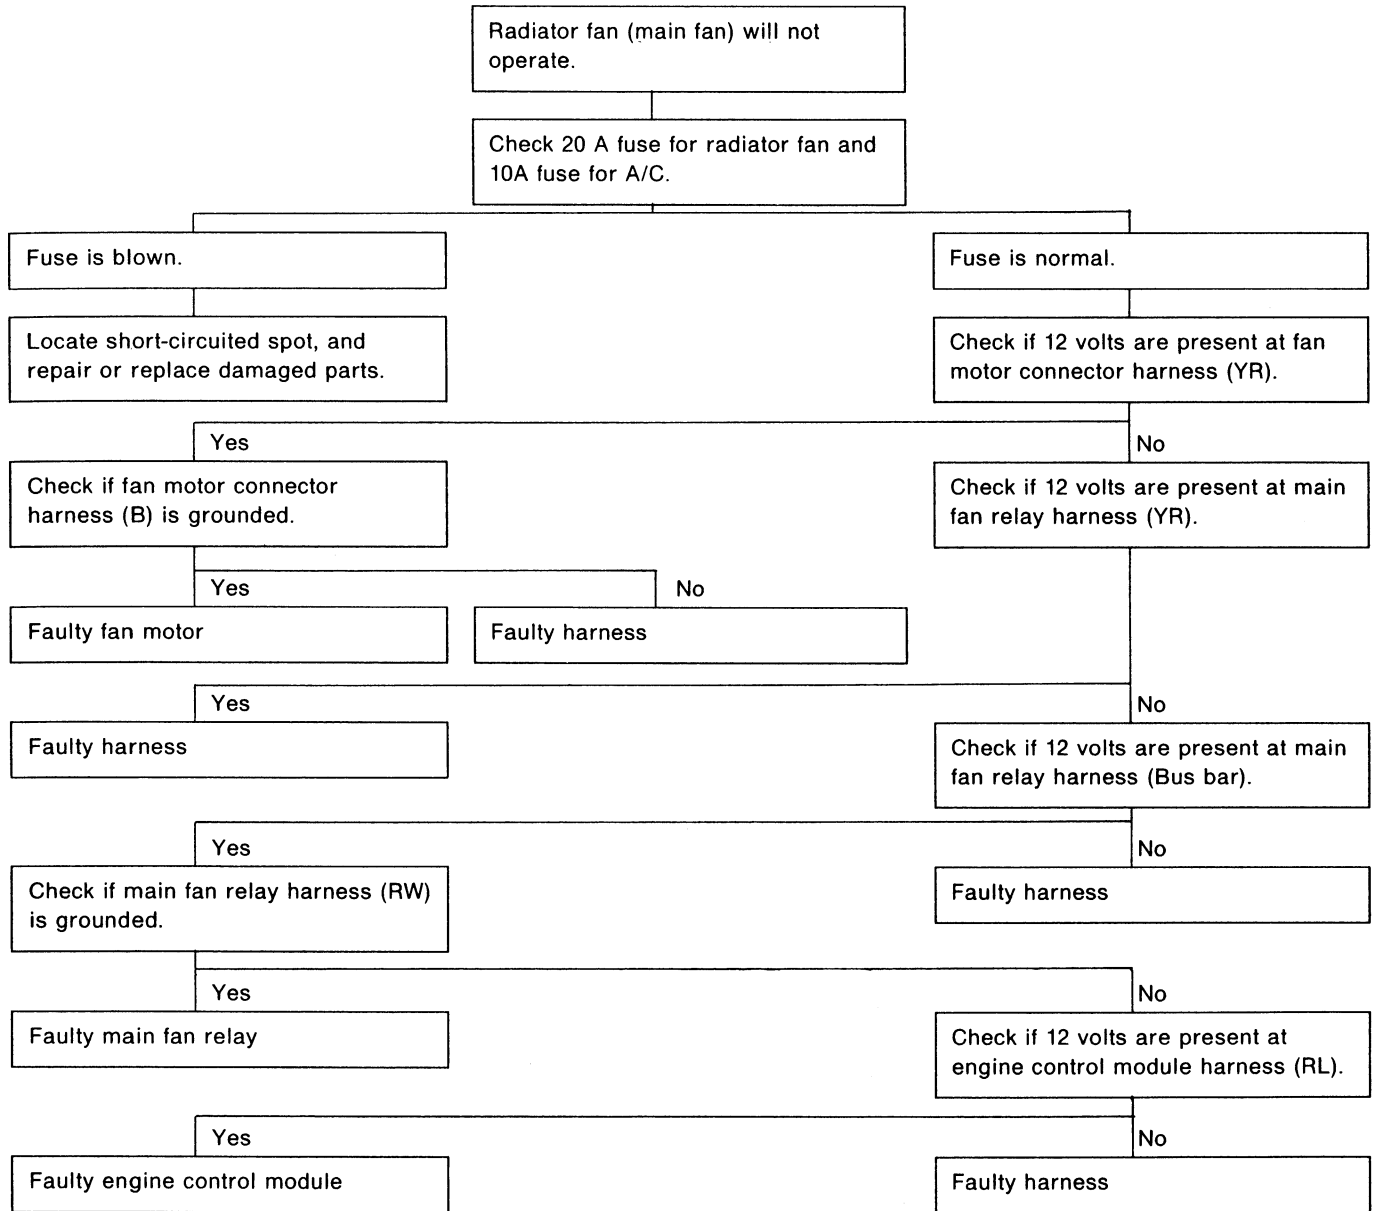 Radiator fan (main fan) will not
operate.
Check 20 A fuse for radiator fan and
10A fuse for A/C.
Fuse is blown.
Fuse is normal.
Locate short-circuited spot, and
repair or replace damaged parts.
Check if 12 volts are present at fan
motor connector harness (YR).
Yes
No
Check if fan motor connector
harness (B) is grounded.
Check if 12 volts are present at main
fan relay harness (YR).
Yes
No
Faulty fan motor
Faulty harness
Yes
No
Faulty harness
Check if 12 volts are present at main
fan relay harness (Bus bar).
Yes
No
Check if main fan relay harness (RW)
is grounded.
Faulty harness
Yes
No
Faulty main fan relay
Check if 12 volts are present at
engine control module harness (RL).
Yes
No
Faulty engine control module
Faulty harness